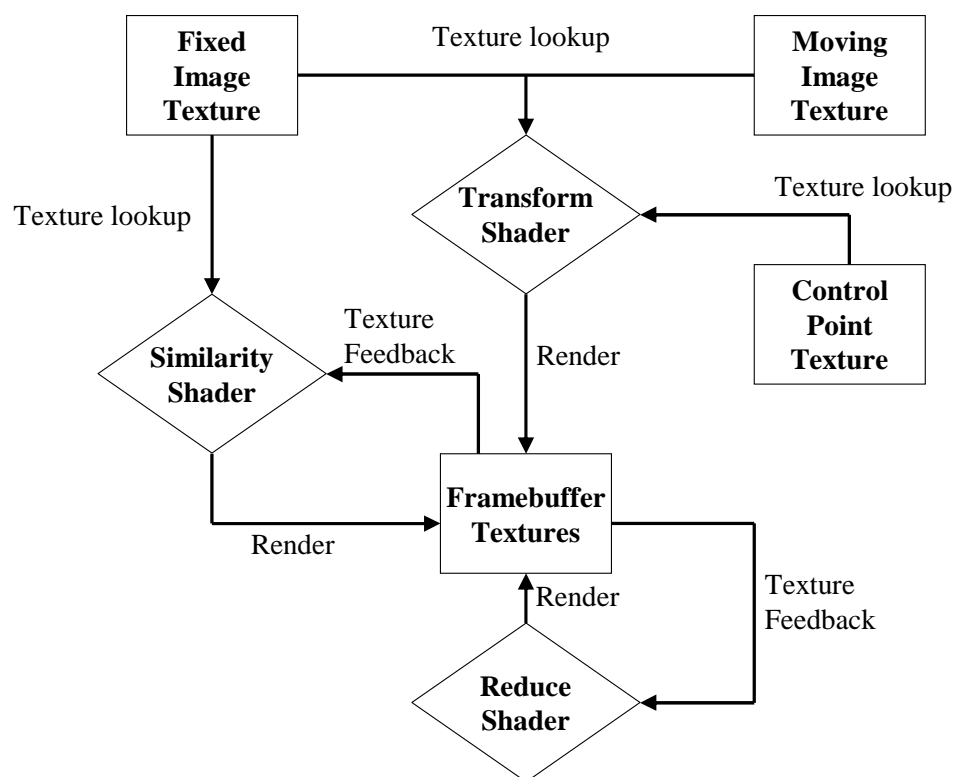 Fixed
Image
Texture
Texture lookup
Moving
Image
Texture
Texture lookup
Transform
Shader
Texture lookup
Control
Point
Texture
Similarity
Shader
Texture
Feedback
Render
Framebuffer
Textures
Render
Render
Texture
Feedback
Reduce
Shader